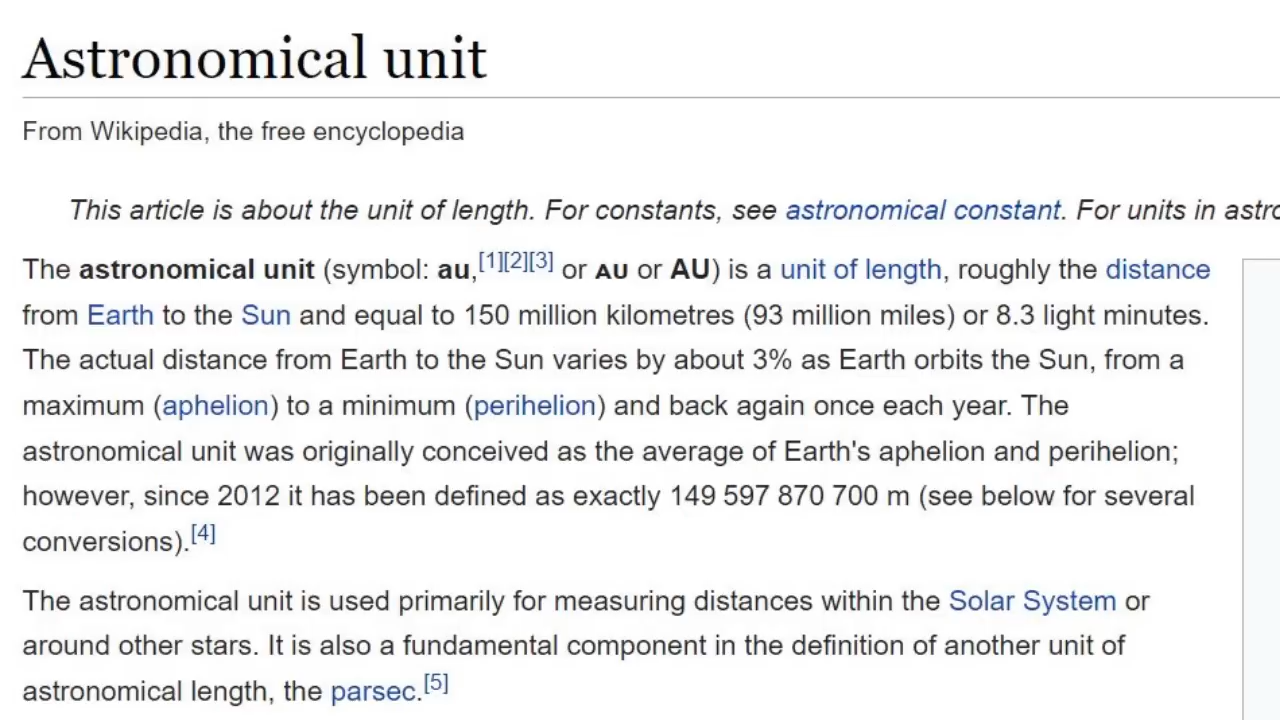 Astronomical unit
From Wikipedia, the free encyclopedia
This article is about the unit of length. For constants, see astronomical constant. For units in astro
The astronomical unit (symbol: au,[1][2][3] or AU or AU) is a unit of length, roughly the distance
from Earth to the Sun and equal to 150 million kilometres (93 million miles) or 8.3 light minutes.
The actual distance from Earth to the Sun varies by about 3% as Earth orbits the Sun, from a
maximum (aphelion) to a minimum (perihelion) and back again once each year. The
astronomical unit was originally conceived as the average of Earth's aphelion and perihelion;
however, since 2012 it has been defined as exactly 149 597 870 700 m (see below for several
conversions).[4]
The astronomical unit is used primarily for measuring distances within the Solar System or
around other stars. It is also a fundamental component in the definition of another unit of
astronomical length, the parsec.[5]